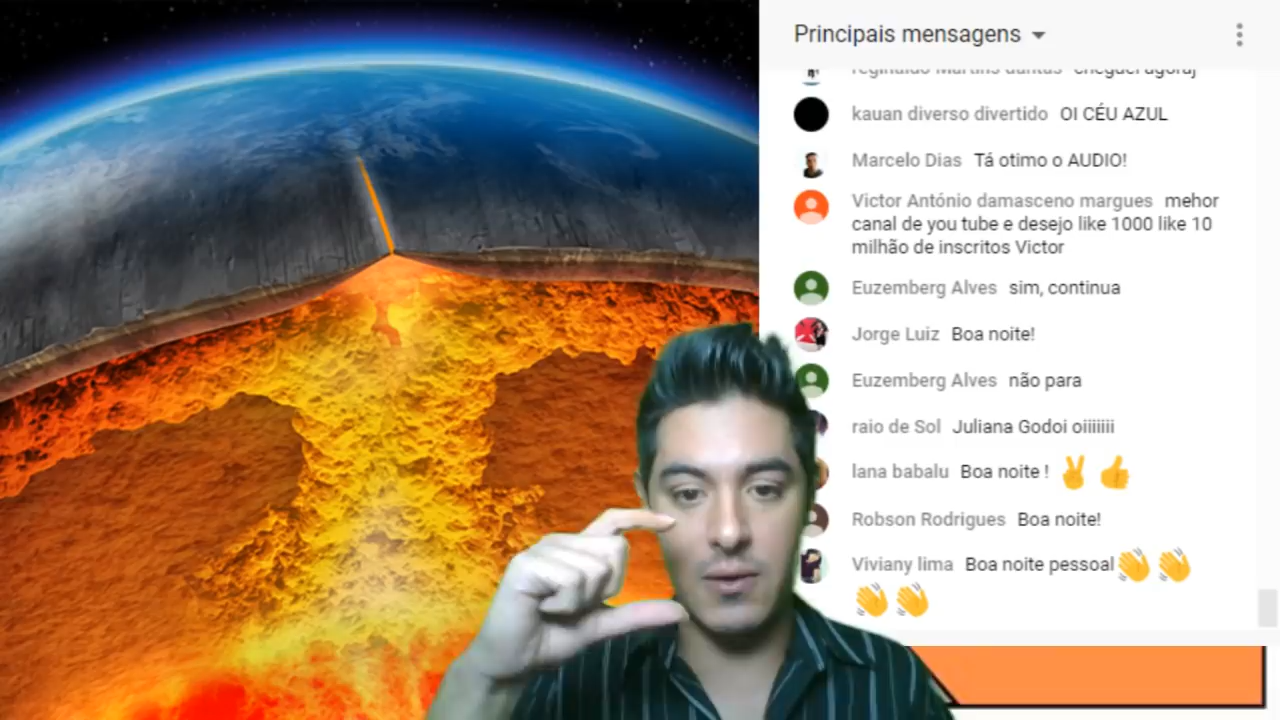 Principais mensagens
kauan diverso divertido OI CÉU AZUL
Marcelo Dias Tá otimo o AUDIO!
Victor António damasceno margues mehor
canal de you tube e desejo like 1000 like 10
milhão de inscritos Victor
Euzemberg Alves sim, continua
Jorge Luiz Boa noite!
Euzemberg Alves não para
raio de Sol Juliana Godoi oiiiiiii
lana babalu Boa noite ! ✌️ 👍
Robson Rodrigues Boa noite!
Viviany lima Boa noite pessoal 👋 👋
👋 👋